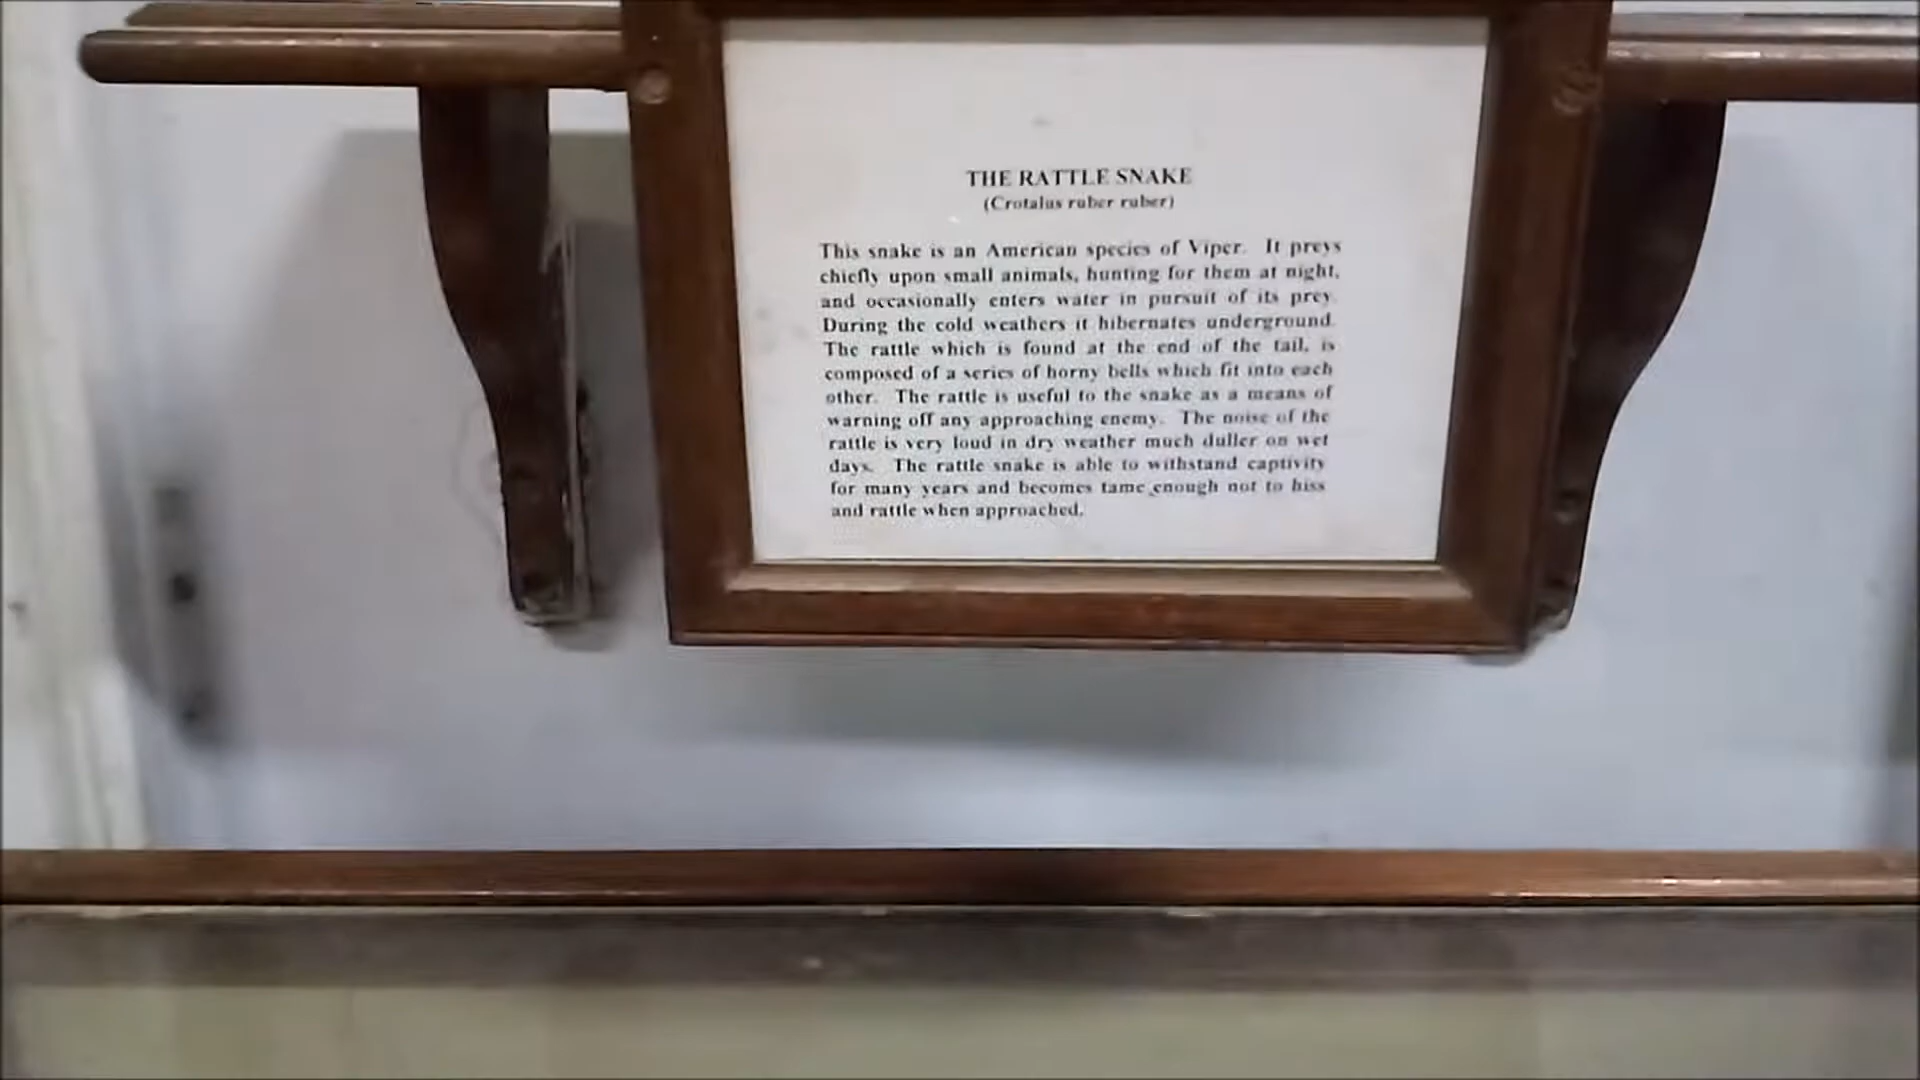 THE RATTLE SNAKE
(Crotalus ruber ruber)
This snake is an American species of Viper. It preys
chiefly upon small animals, hunting for them at night,
and occasionally enters water in pursuit of its prey.
During the cold weathers it hibernates underground.
The rattle which is found at the end of the tail, is
composed of a series of horny bells which fit into each
other. The rattle is useful to the snake as a means of
warning off any approaching enemy. The noise of the
rattle is very loud in dry weather much duller on wet
days. The rattle snake is able to withstand captivity
for many years and becomes tame enough not to hiss
and rattle when approached.